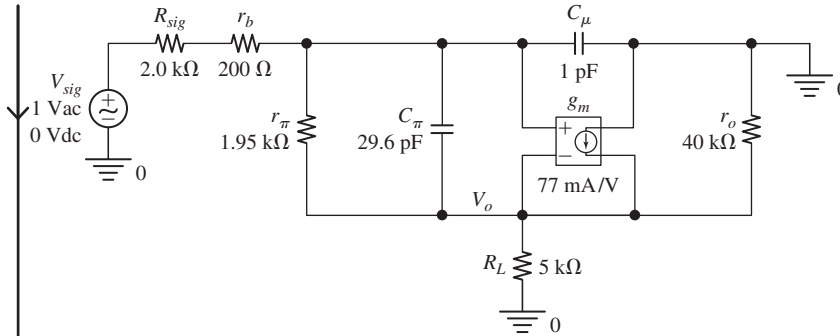 R_sig
2.0 kΩ
r_b
200 Ω
V_sig
1 Vac
0 Vdc
+
0
r_π
1.95 kΩ
C_π
29.6 pF
C_μ
1 pF
g_m
+
−
77 mA/V
r_o
40 kΩ
0
V_o
R_L
5 kΩ
0